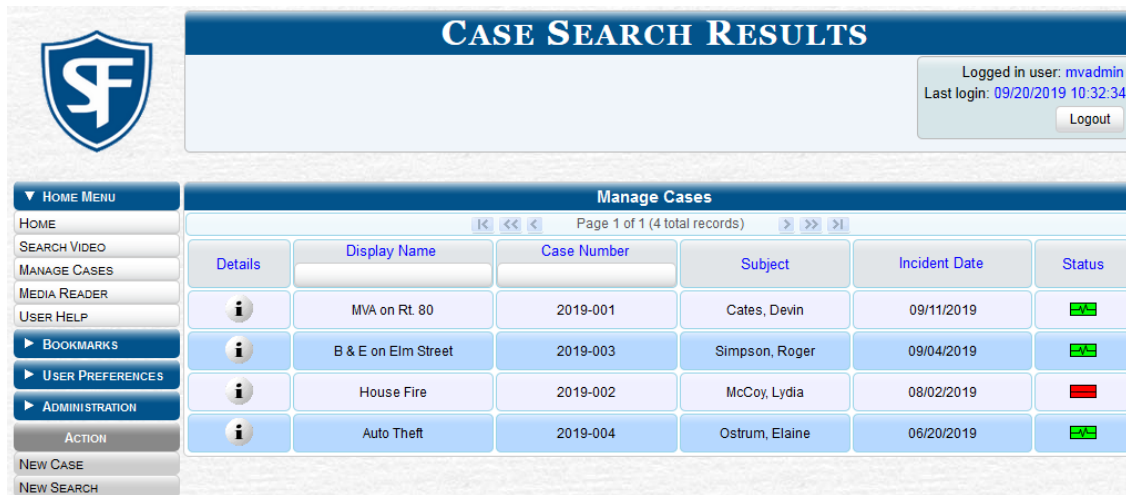 SF
CASE SEARCH RESULTS
Logged in user: mvadmin
Last login: 09/20/2019 10:32:34
Logout
HOME MENU
HOME
SEARCH VIDEO
MANAGE CASES
MEDIA READER
USER HELP
BOOKMARKS
USER PREFERENCES
ADMINISTRATION
ACTION
NEW CASE
NEW SEARCH
Manage Cases
Page 1 of 1 (4 total records)
Details Display Name Case Number Subject Incident Date Status
MVA on Rt. 80 2019-001 Cates, Devin 09/11/2019
B & E on Elm Street 2019-003 Simpson, Roger 09/04/2019
House Fire 2019-002 McCoy, Lydia 08/02/2019
Auto Theft 2019-004 Ostrum, Elaine 06/20/2019